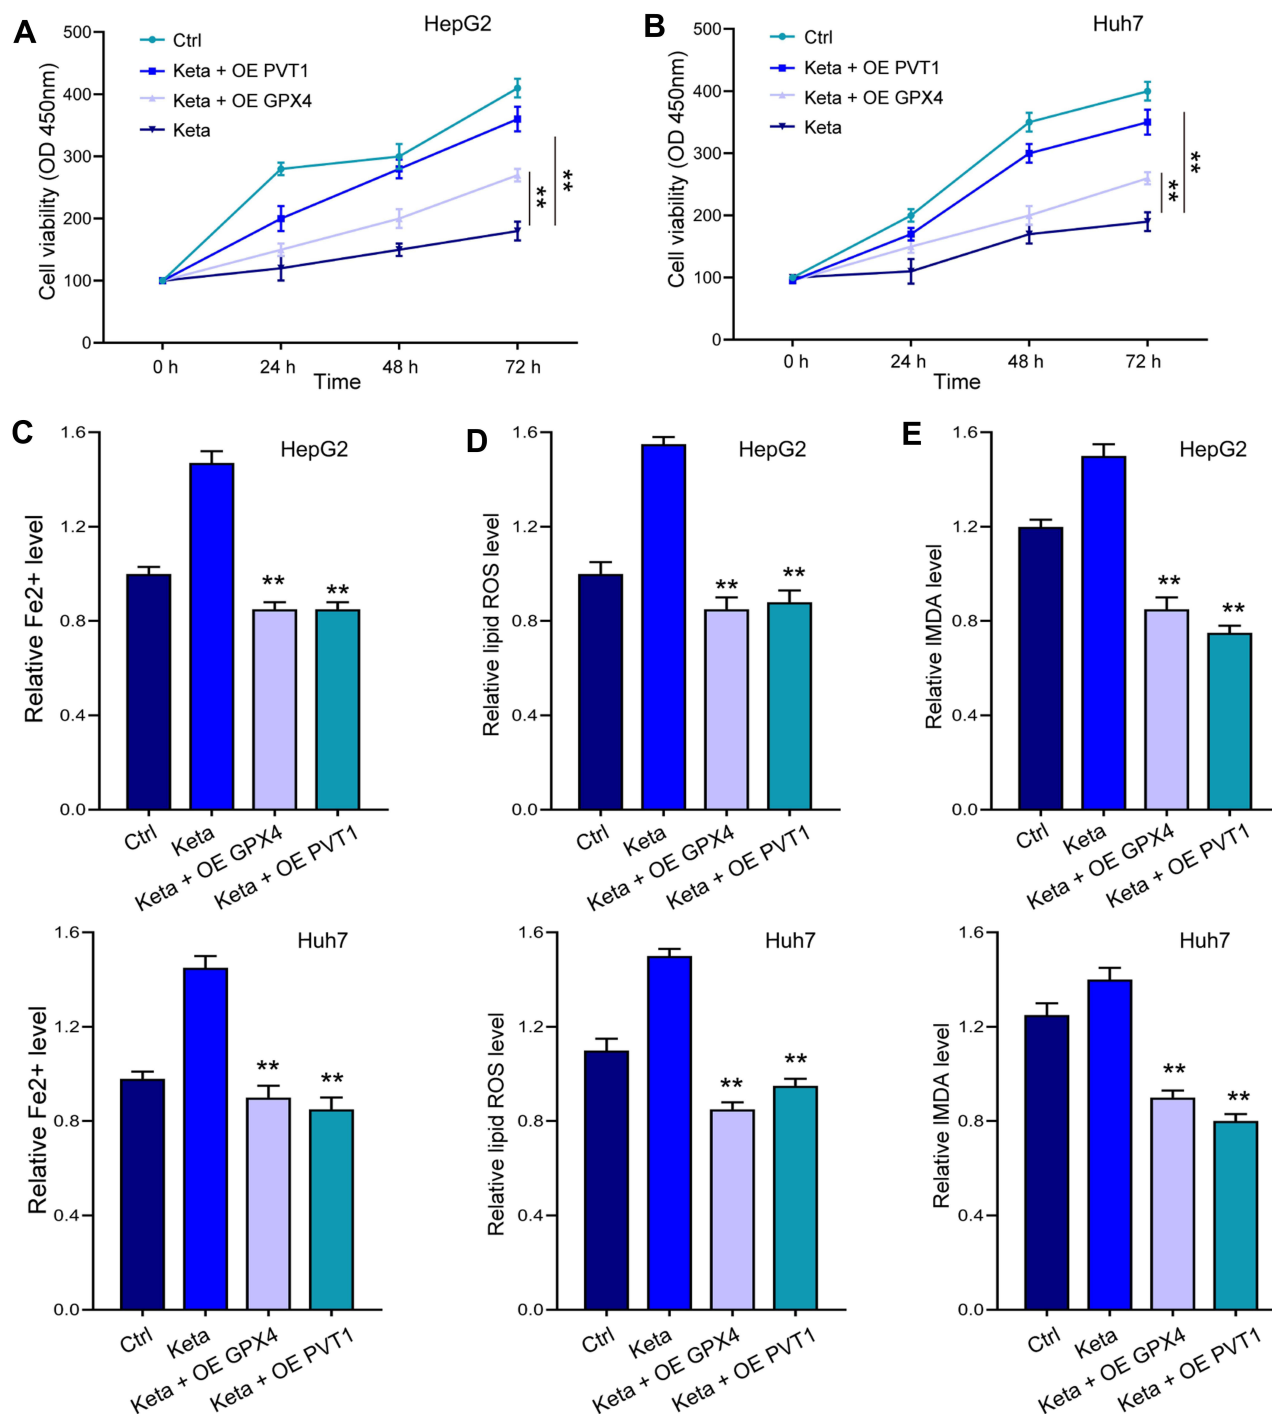 A
HepG2
Cell viability (OD 450nm)
500
400
300
200
100
0
Ctrl
Keta + OE PVT1
Keta + OE GPX4
Keta
**
**
0 h
24 h
48 h
72 h
Time
B
Huh7
Cell viability (OD 450nm)
500
400
300
200
100
0
Ctrl
Keta + OE PVT1
Keta + OE GPX4
Keta
**
**
0 h
24 h
48 h
72 h
Time
C
HepG2
Relative Fe2+ level
1.6
1.2
0.8
0.4
0.0
**
**
Ctrl
Keta
Keta + OE GPX4
Keta + OE PVT1
D
HepG2
Relative lipid ROS level
1.6
1.2
0.8
0.4
0.0
**
**
Ctrl
Keta
Keta + OE GPX4
Keta + OE PVT1
E
HepG2
Relative IMDA level
1.6
1.2
0.8
0.4
0.0
**
**
Ctrl
Keta
Keta + OE GPX4
Keta + OE PVT1
Huh7
Relative Fe2+ level
1.6
1.2
0.8
0.4
0.0
**
**
Ctrl
Keta
Keta + OE GPX4
Keta + OE PVT1
Huh7
Relative lipid ROS level
1.6
1.2
0.8
0.4
0.0
**
**
Ctrl
Keta
Keta + OE GPX4
Keta + OE PVT1
Huh7
Relative IMDA level
1.6
1.2
0.8
0.4
0.0
**
**
Ctrl
Keta
Keta + OE GPX4
Keta + OE PVT1